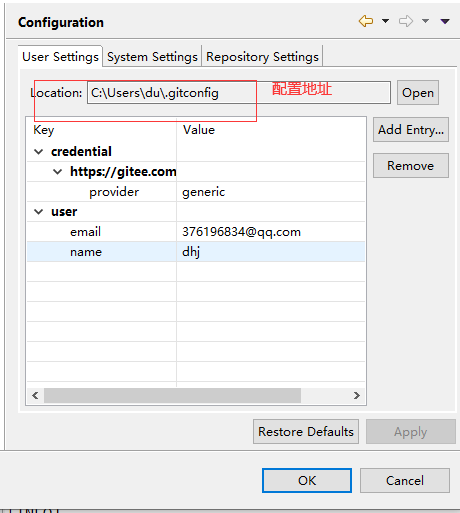 Configuration
User Settings System Settings Repository Settings
Location: C:\Users\du\.gitconfig 配置地址 Open
Key Value Add Entry...
credential
https://gitee.com Remove
provider generic
user
email 376196834@qq.com
name dhj
Restore Defaults Apply
OK Cancel